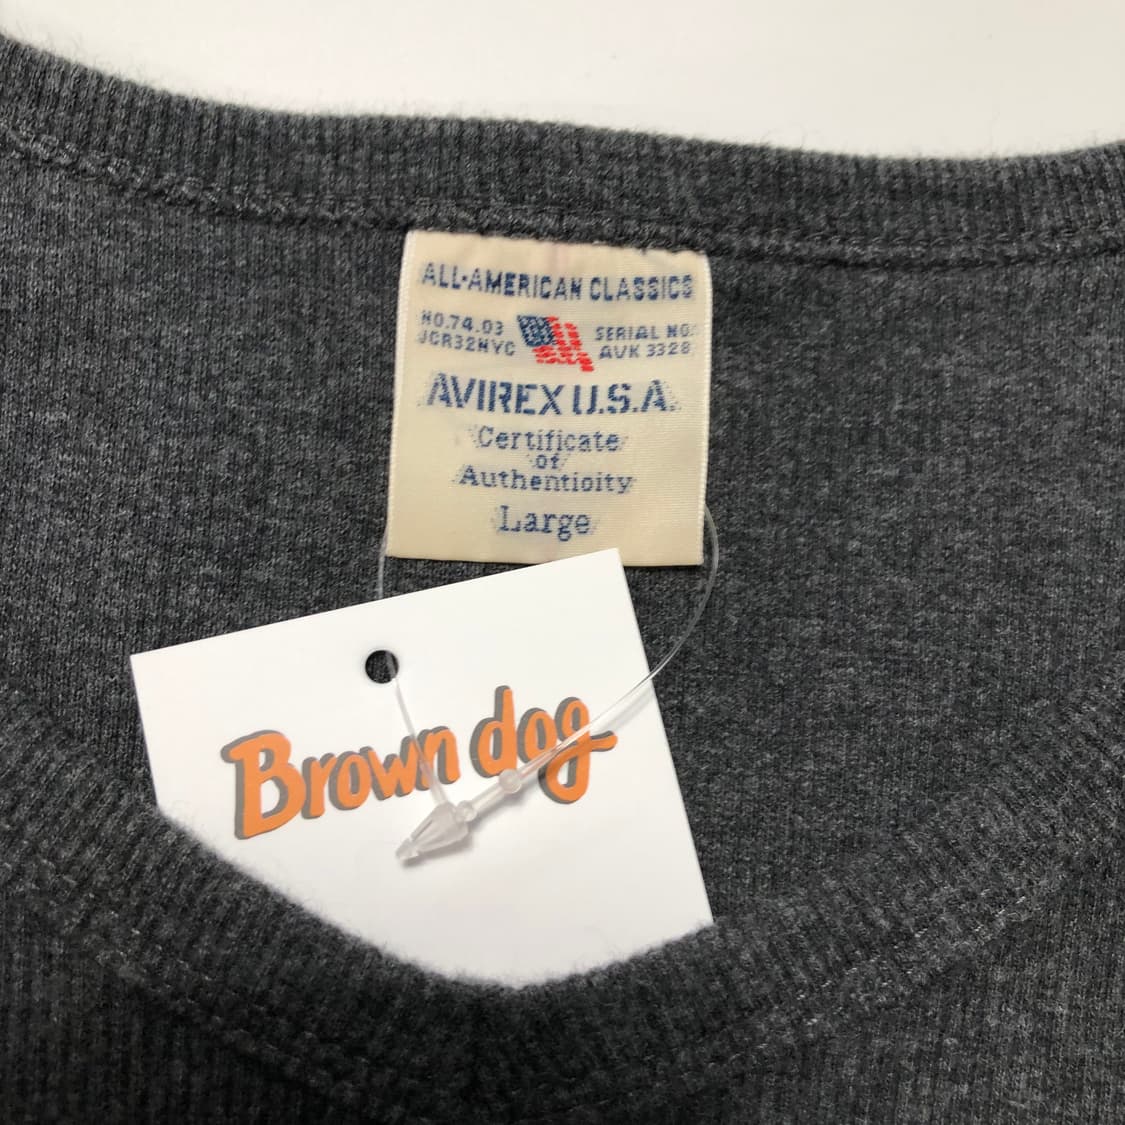 ALL-AMERICAN CLASSICS
NO.74.03
JCR32NYC
SERIAL NO.
AVK 3328
AVIREX U.S.A.
Certificate
of
Authenticity
Large
Brown dog